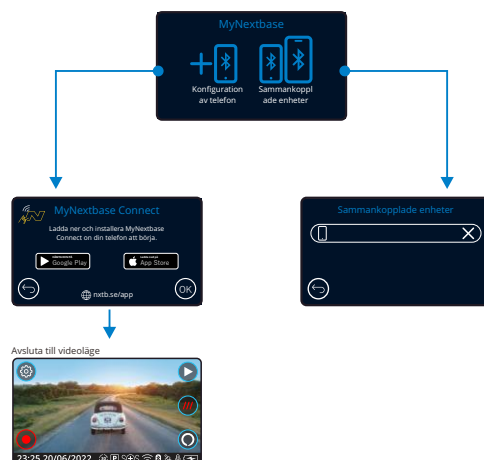 MyNextbase
Konfiguration
av telefon
Sammankoppl
ade enheter
MyNextbase Connect
Ladda ner och installera MyNextbase
Connect on din telefon att börja.
Google Play
App Store
nxtb.se/app
OK
Sammankopplade enheter
Avsluta till videoläge
23:25 20/06/2022